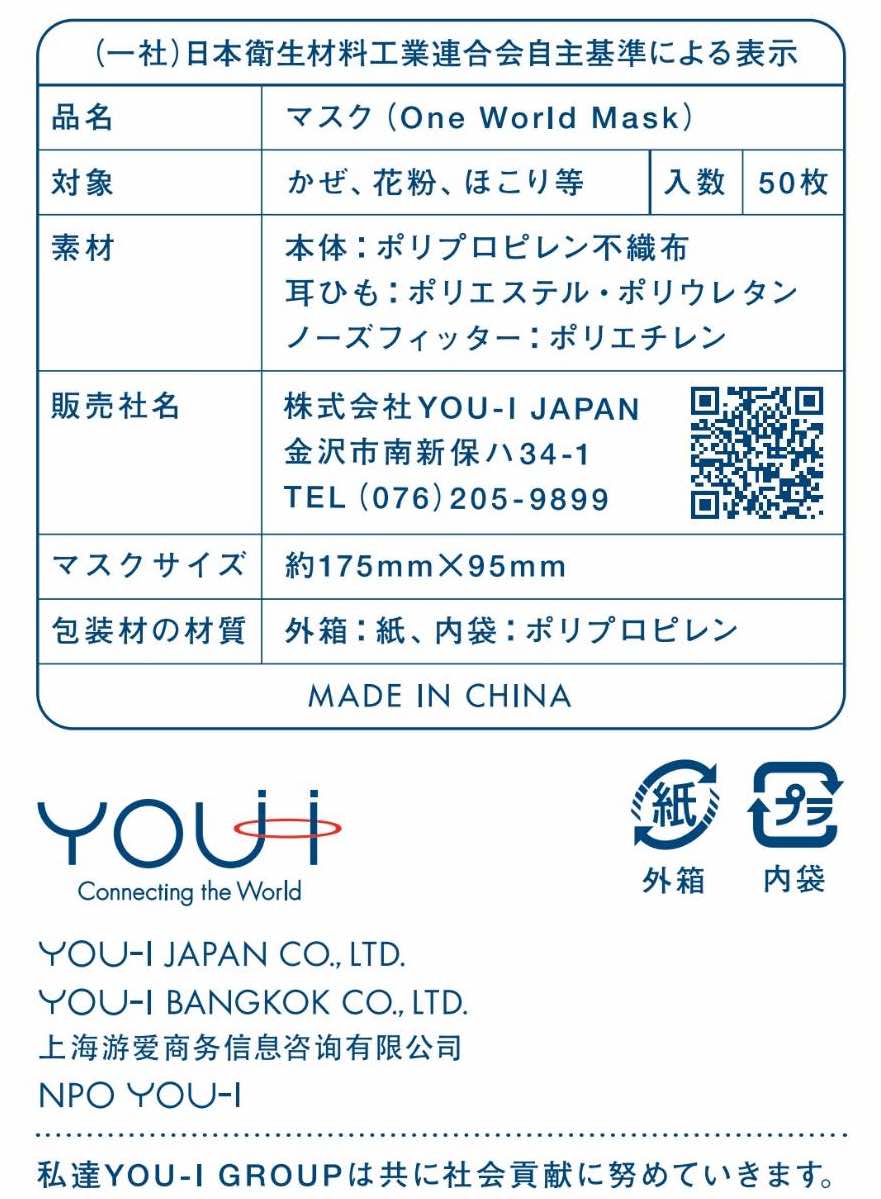 （一社）日本衛生材料工業連合会自主基準による表示
品名 マスク（One World Mask）
対象 かぜ、花粉、ほこり等 入数 50枚
素材 本体：ポリプロピレン不織布
耳ひも：ポリエステル・ポリウレタン
ノーズフィッター：ポリエチレン
販売社名 株式会社YOU-I JAPAN
金沢市南新保ハ34-1
TEL（076）205-9899
マスクサイズ 約175mm×95mm
包装材の材質 外箱：紙、内袋：ポリプロピレン
MADE IN CHINA
YOU-I
Connecting the World
紙 プラ
外箱 内袋
YOU-I JAPAN CO., LTD.
YOU-I BANGKOK CO., LTD.
上海游爱商务信息咨询有限公司
NPO YOU-I
私達YOU-I GROUPは共に社会貢献に努めていきます。